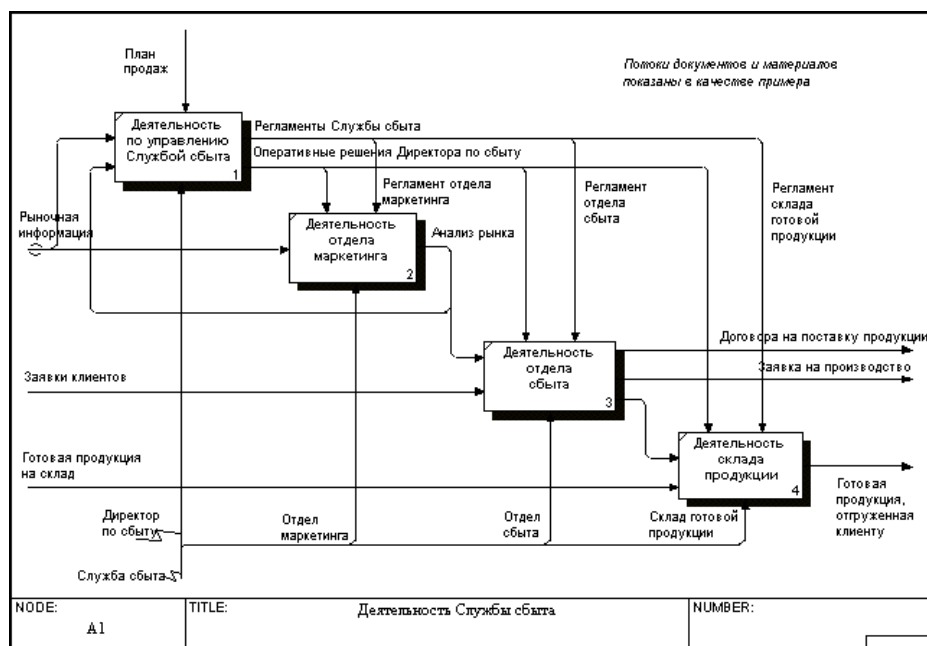 План
продаж
Потоки документов и материалов
показаны в качестве примера
Деятельность
по управлению
Службой сбыта
1
Регламенты Службы сбыта
Оперативные решения Директора по сбыту
Регламент отдела
маркетинга
Регламент
отдела
сбыта
Регламент
склада
готовой
продукции
Рыночная
информация
Деятельность
отдела
маркетинга
2
Анализ рынка
Деятельность
отдела
сбыта
3
Договора на поставку продукции
Заявка на производство
Заявки клиентов
Деятельность
склада
продукции
4
Готовая продукция
на склад
Готовая
продукция,
отгруженная
клиенту
Директор
по сбыту
Отдел
маркетинга
Отдел
сбыта
Склад готовой
продукции
Служба сбыта
NODE:
A1
TITLE:
Деятельность Службы сбыта
NUMBER: